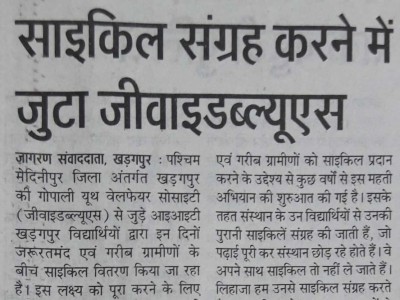 साइकिल संग्रह करने में
जुटा जीवाइडब्ल्यूएस
जागरण संवाददाता, खड़गपुर : पश्चिम
मेदिनीपुर जिला अंतर्गत खड़गपुर
की गोपाली यूथ वेलफेयर सोसाइटी
(जीवाइडब्ल्यूएस) से जुड़े आइआइटी
खड़गपुर विद्यार्थियों द्वारा इन दिनों
जरूरतमंद एवं गरीब ग्रामीणों के
बीच साइकिल वितरण किया जा रहा
है। इस लक्ष्य को पूरा करने के लिए
एवं गरीब ग्रामीणों को साइकिल प्रदान
करने के उद्देश्य से कुछ वर्षों से इस महती
अभियान की शुरुआत की गई है। इसके
तहत संस्थान के उन विद्यार्थियों से उनकी
पुरानी साइकिलें संग्रह की जाती हैं, जो
पढ़ाई पूरी कर संस्थान छोड़ रहे होते हैं। वे
अपने साथ साइकिल तो नहीं ले जाते हैं।
लिहाजा हम उनसे साइकिल संग्रह करते